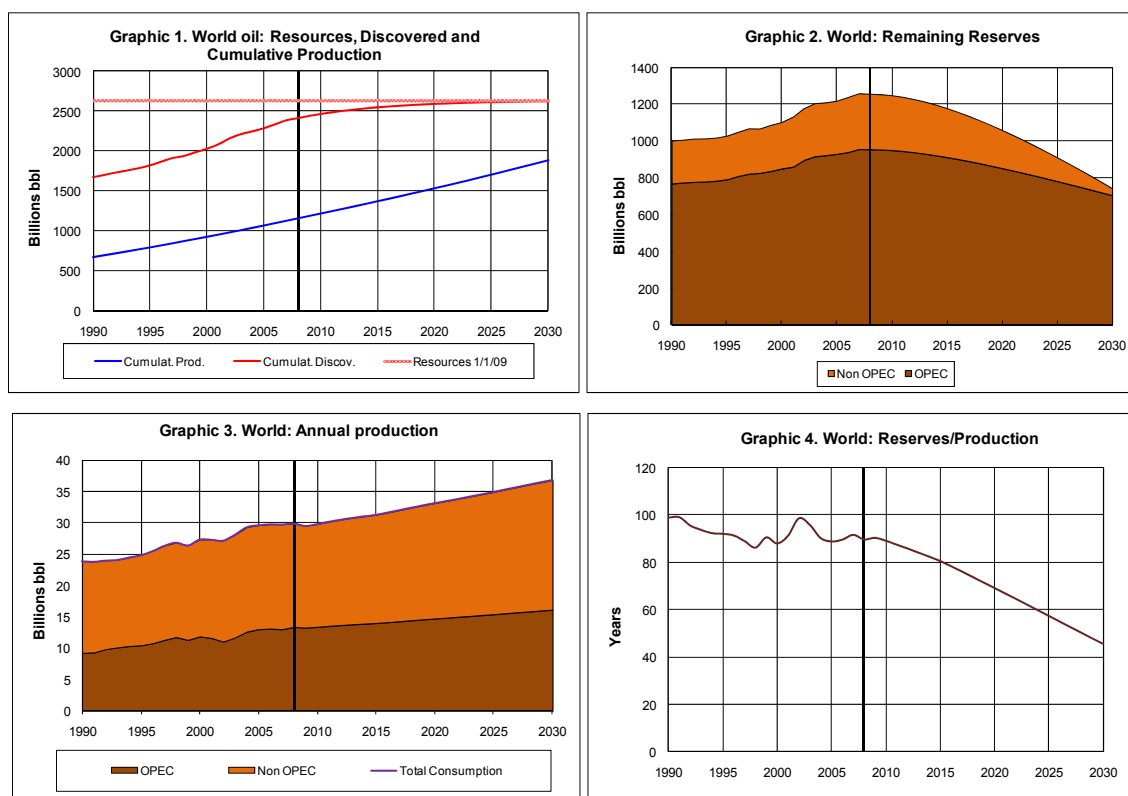 Graphic 1. World oil: Resources, Discovered and
Cumulative Production
3000
2500
2000
1500
1000
500
0
Billions bbl
1990 1995 2000 2005 2010 2015 2020 2025 2030
Cumulat. Prod. Cumulat. Discov. Resources 1/1/09
Graphic 2. World: Remaining Reserves
1400
1200
1000
800
600
400
200
0
Billions bbl
1990 1995 2000 2005 2010 2015 2020 2025 2030
Non OPEC OPEC
Graphic 3. World: Annual production
40
35
30
25
20
15
10
5
0
Billions bbl
1990 1995 2000 2005 2010 2015 2020 2025 2030
OPEC Non OPEC Total Consumption
Graphic 4. World: Reserves/Production
120
100
80
60
40
20
0
Years
1990 1995 2000 2005 2010 2015 2020 2025 2030